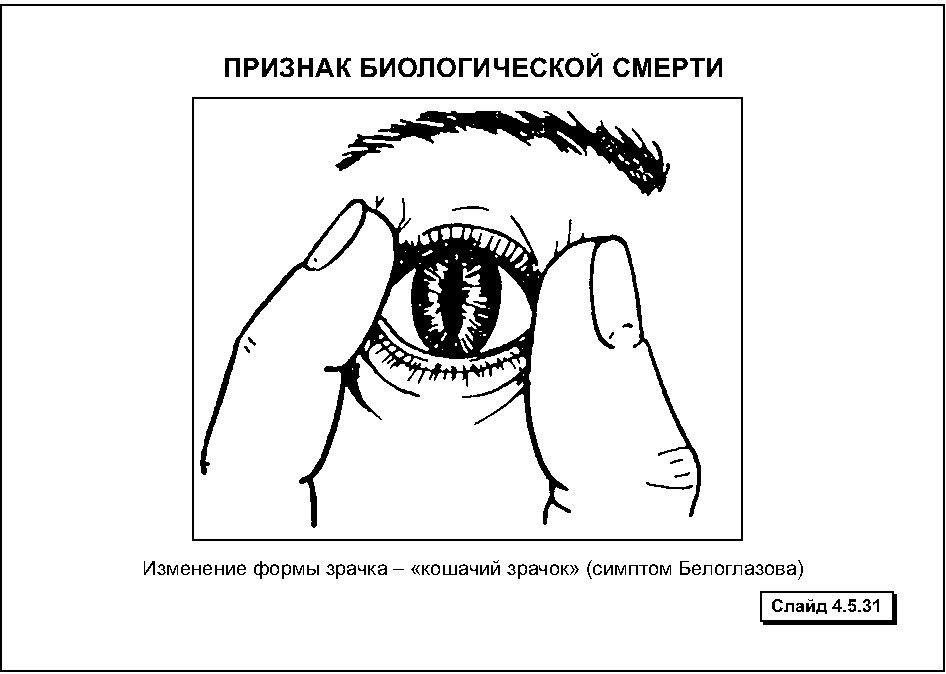 ПРИЗНАК БИОЛОГИЧЕСКОЙ СМЕРТИ
Изменение формы зрачка – «кошачий зрачок» (симптом Белоглазова)
Слайд 4.5.31